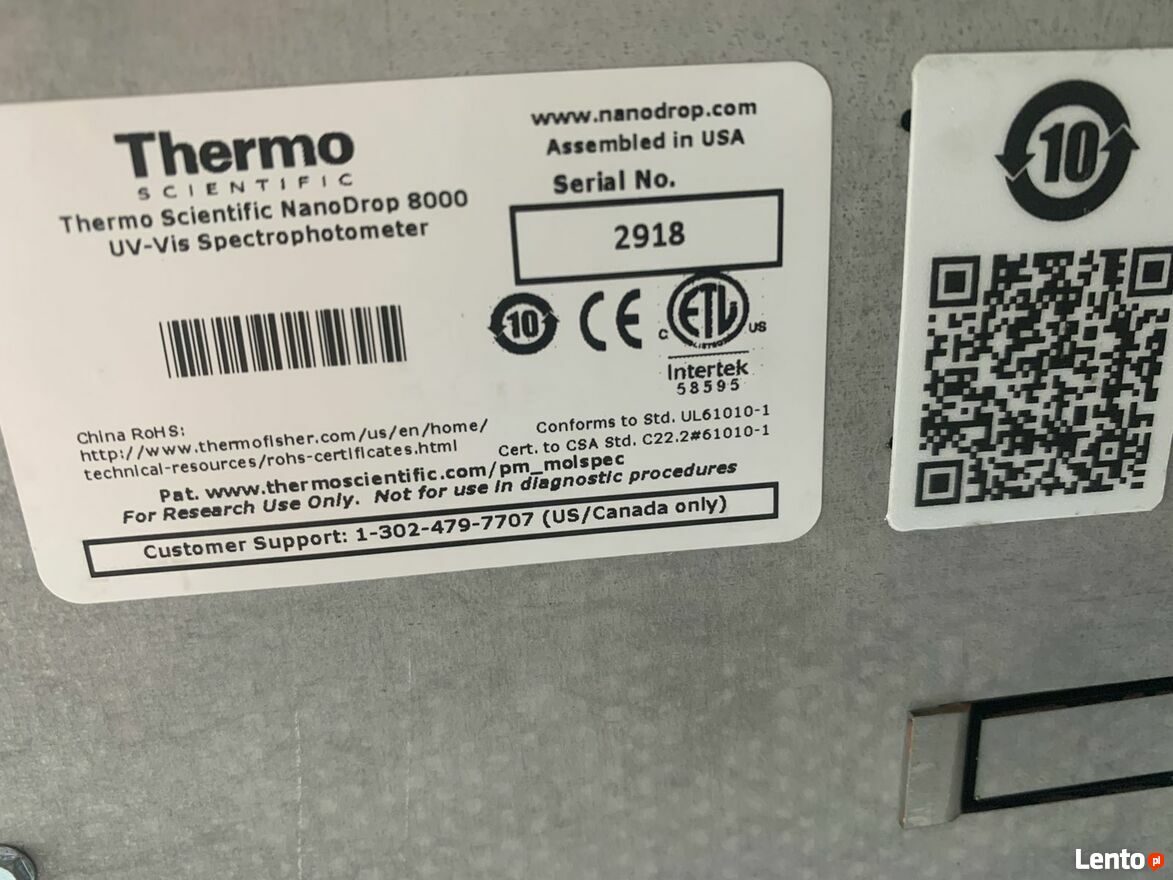 Thermo
SCIENTIFIC
Thermo Scientific NanoDrop 8000
UV-Vis Spectrophotometer
www.nanodrop.com
Assembled in USA
Serial No.
2918
10
CE
C ETL US
LISTED
Intertek
58595
China RoHS:
http://www.thermofisher.com/us/en/home/
technical-resources/rohs-certificates.html
Conforms to Std. UL61010-1
Cert. to CSA Std. C22.2#61010-1
Pat. www.thermoscientific.com/pm_molspec
For Research Use Only. Not for use in diagnostic procedures
Customer Support: 1-302-479-7707 (US/Canada only)
10
Lento pl